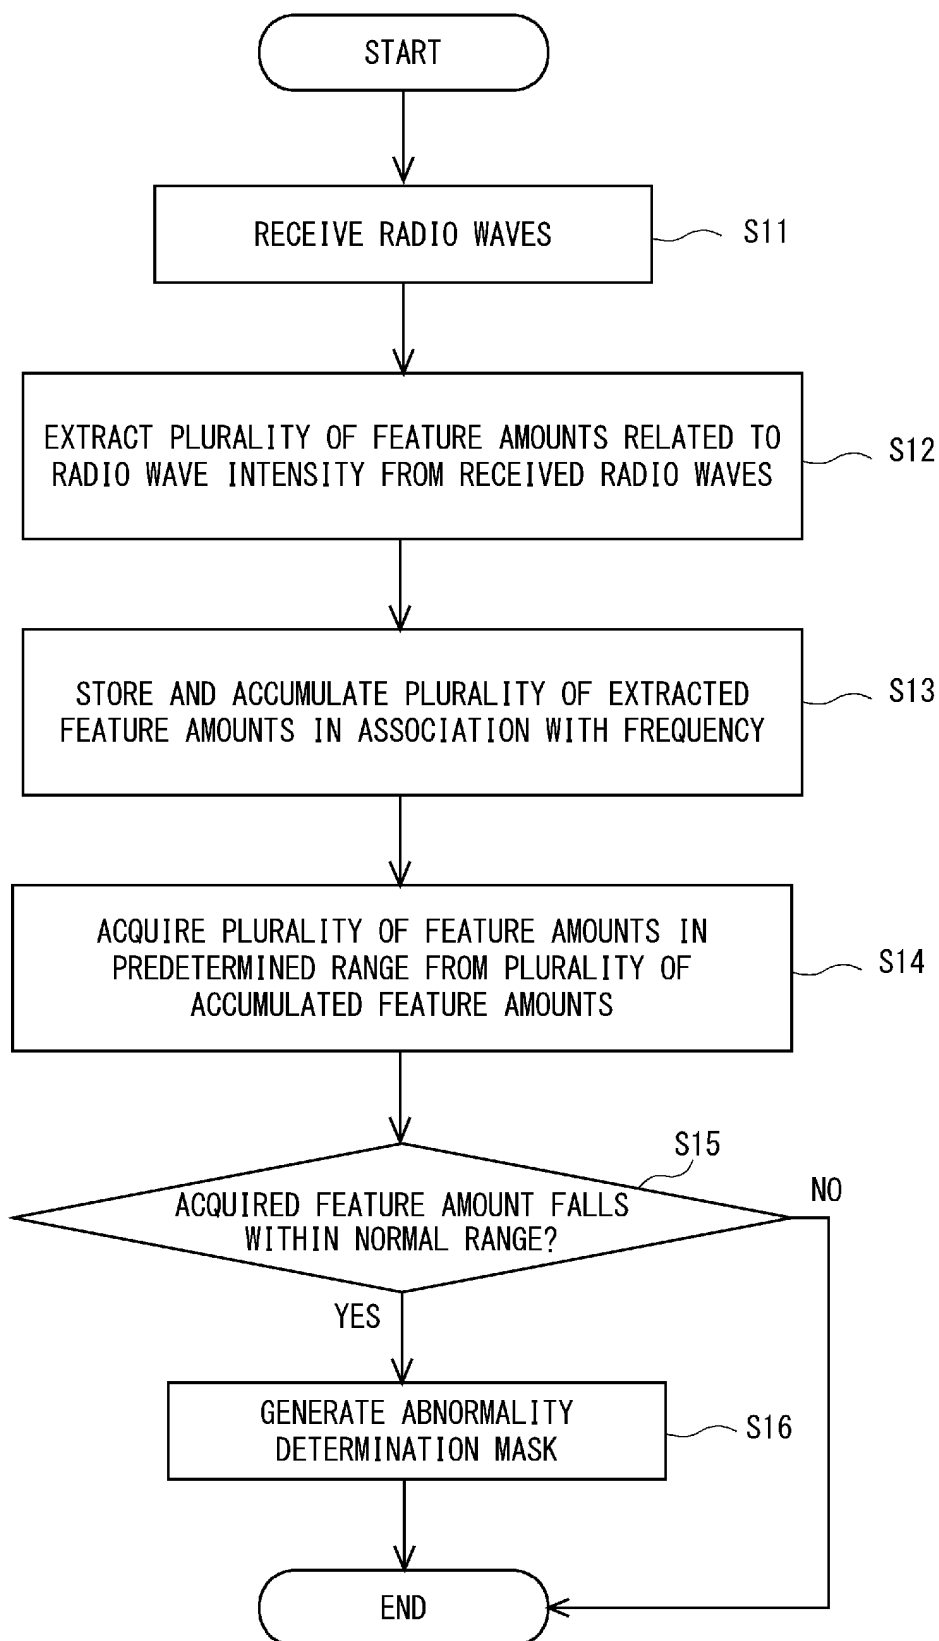 START
RECEIVE RADIO WAVES
S11
EXTRACT PLURALITY OF FEATURE AMOUNTS RELATED TO
RADIO WAVE INTENSITY FROM RECEIVED RADIO WAVES
S12
STORE AND ACCUMULATE PLURALITY OF EXTRACTED
FEATURE AMOUNTS IN ASSOCIATION WITH FREQUENCY
S13
ACQUIRE PLURALITY OF FEATURE AMOUNTS IN
PREDETERMINED RANGE FROM PLURALITY OF
ACCUMULATED FEATURE AMOUNTS
S14
S15
ACQUIRED FEATURE AMOUNT FALLS
WITHIN NORMAL RANGE?
NO
YES
GENERATE ABNORMALITY
DETERMINATION MASK
S16
END